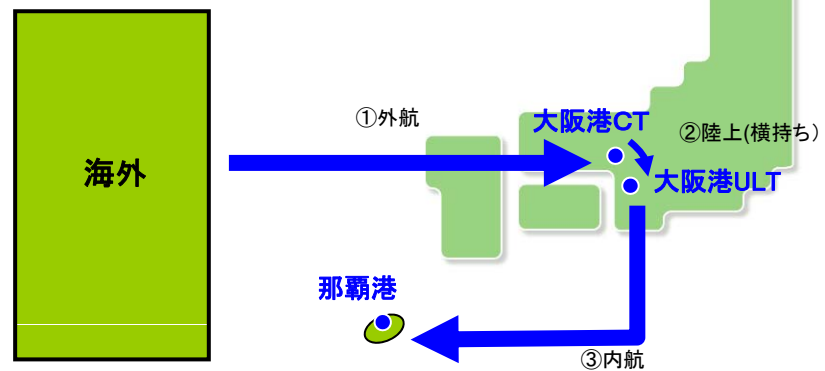 海外
①外航
大阪港CT
②陸上(横持ち)
大阪港ULT
那覇港
③内航